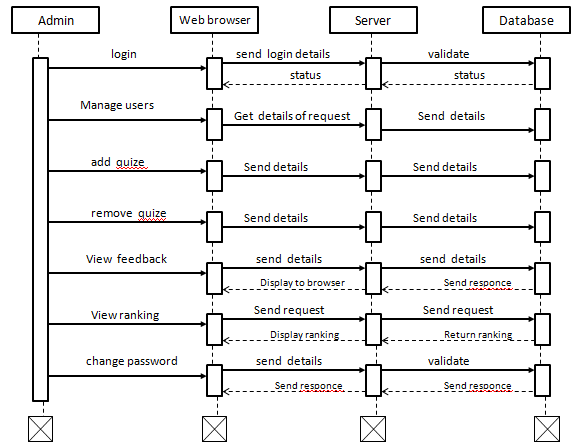 Admin
Web browser
Server
Database
login
send login details
validate
status
status
Manage users
Get details of request
Send details
add quize
Send details
Send details
remove quize
Send details
Send details
View feedback
send details
send details
Display to browser
Send responce
View ranking
Send request
Send request
Display ranking
Return ranking
change password
send details
validate
Send responce
Send responce